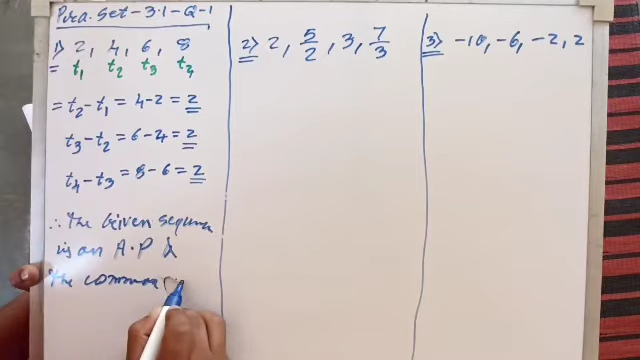 Pra. Set-3.1-Q-1
1) 2, 4, 6, 8
t₁ t₂ t₃ t₄
= t₂-t₁ = 4-2 = 2
t₃-t₂ = 6-4 = 2
t₄-t₃ = 8-6 = 2
∴ The Given
is an A.P &
The common
2) 2, 5/2, 3, 7/3
3) -10, -6, -2, 2